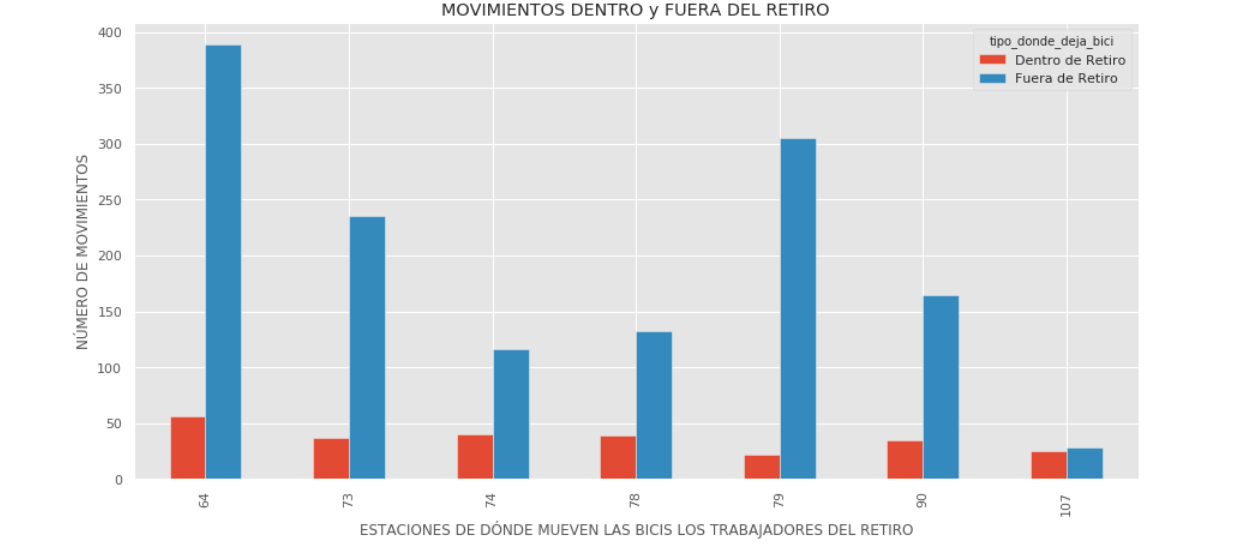 MOVIMIENTOS DENTRO y FUERA DEL RETIRO
tipo_donde_deja_bici
Dentro de Retiro
Fuera de Retiro
NÚMERO DE MOVIMIENTOS
400
350
300
250
200
150
100
50
0
64
73
74
78
79
90
107
ESTACIONES DE DÓNDE MUEVEN LAS BICIS LOS TRABAJADORES DEL RETIRO